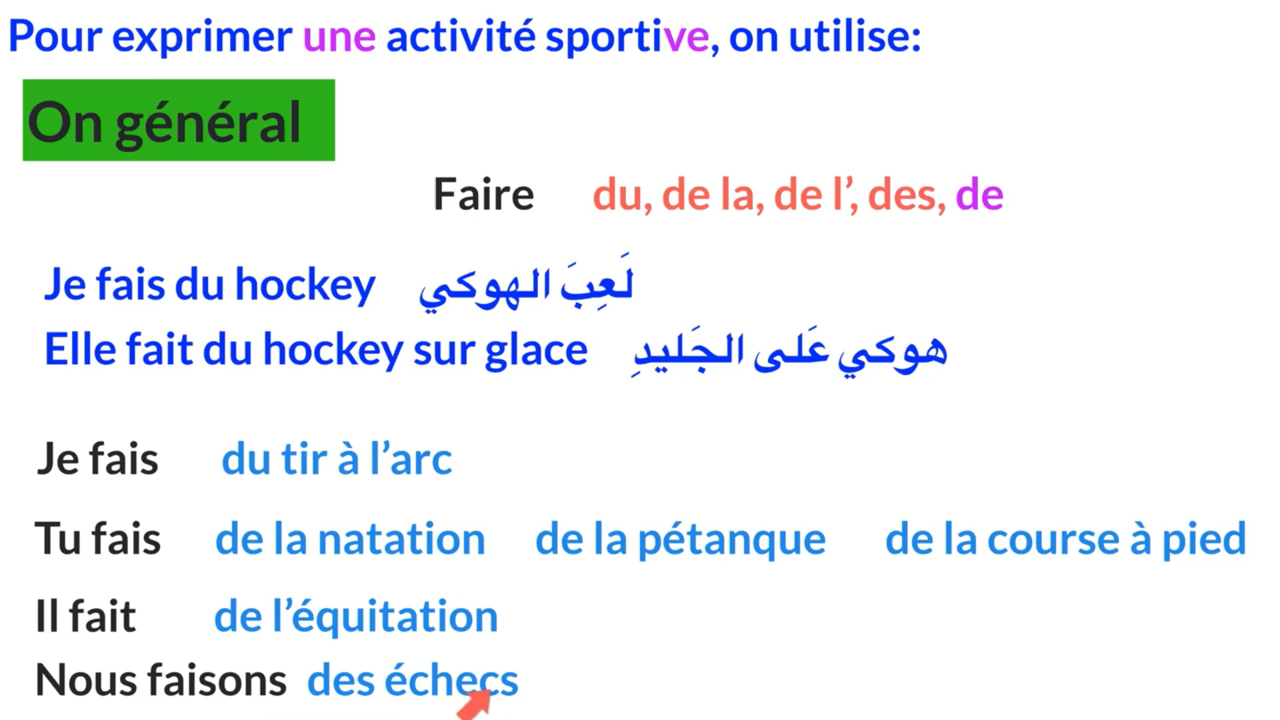 Pour exprimer une activité sportive, on utilise:
On général
Faire du, de la, de l’, des, de
Je fais du hockey لَعِبَ الهوكي
Elle fait du hockey sur glace هوكي عَلى الجَليدِ
Je fais du tir à l’arc
Tu fais de la natation de la pétanque de la course à pied
Il fait de l’équitation
Nous faisons des échecs